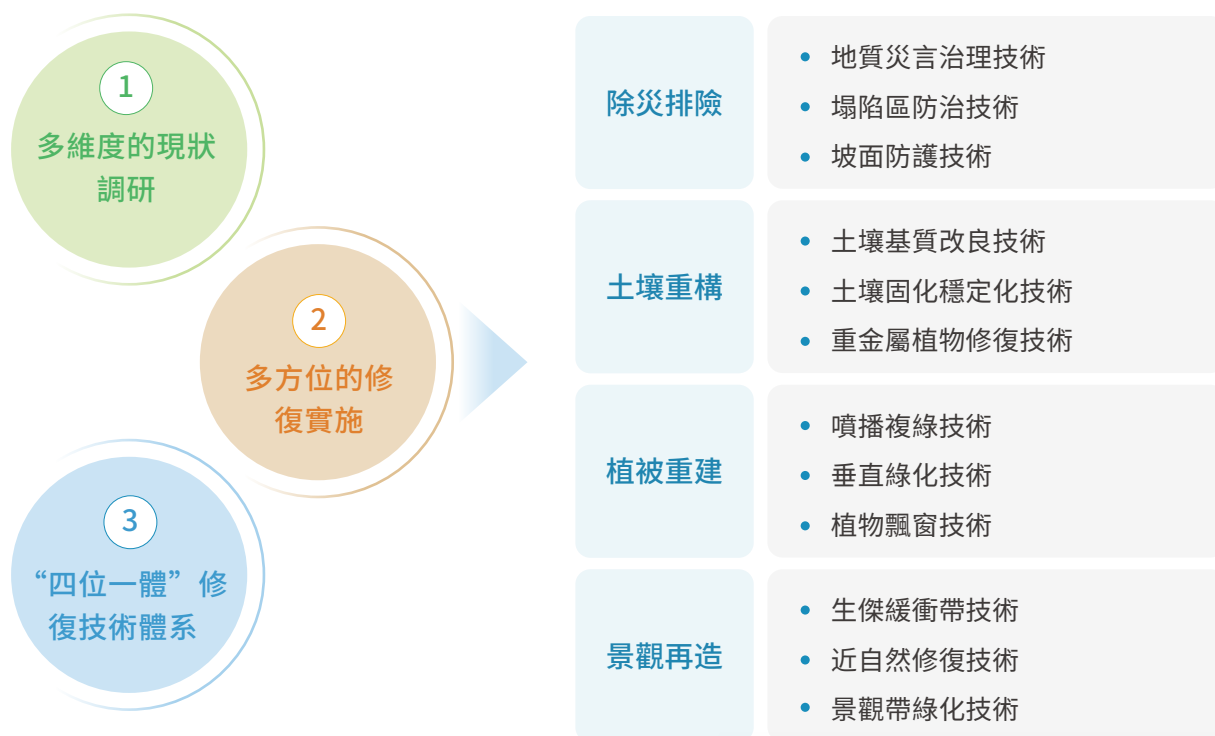 1
多維度的現狀
調研
2
多方位的修
復實施
3
“四位一體”修
復技術體系
除災排險
• 地質災言治理技術
• 塌陷區防治技術
• 坡面防護技術
土壤重構
• 土壤基質改良技術
• 土壤固化穩定化技術
• 重金屬植物修復技術
植被重建
• 噴播複綠技術
• 垂直綠化技術
• 植物飄窗技術
景觀再造
• 生傑緩衝帶技術
• 近自然修復技術
• 景觀帶綠化技術